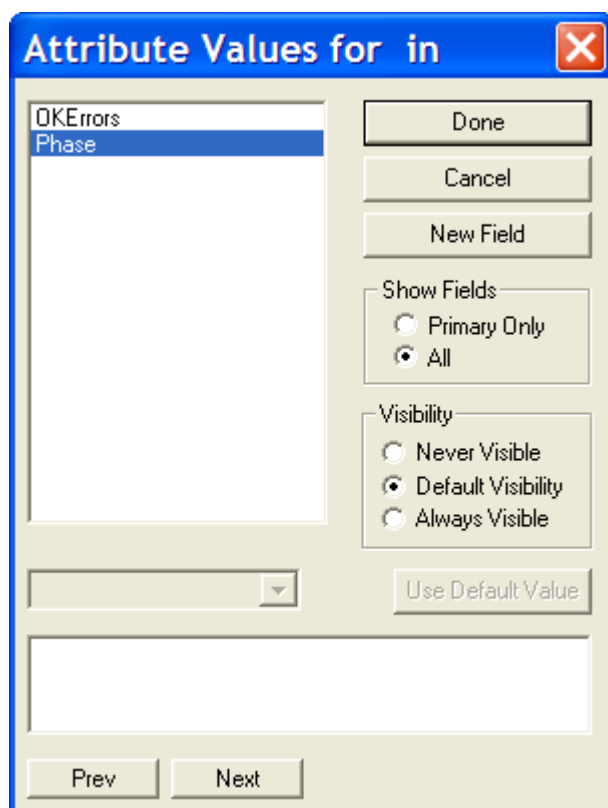 Attribute Values for in
OKErrors
Phase
Done
Cancel
New Field
Show Fields
Primary Only
All
Visibility
Never Visible
Default Visibility
Always Visible
Use Default Value
Prev
Next